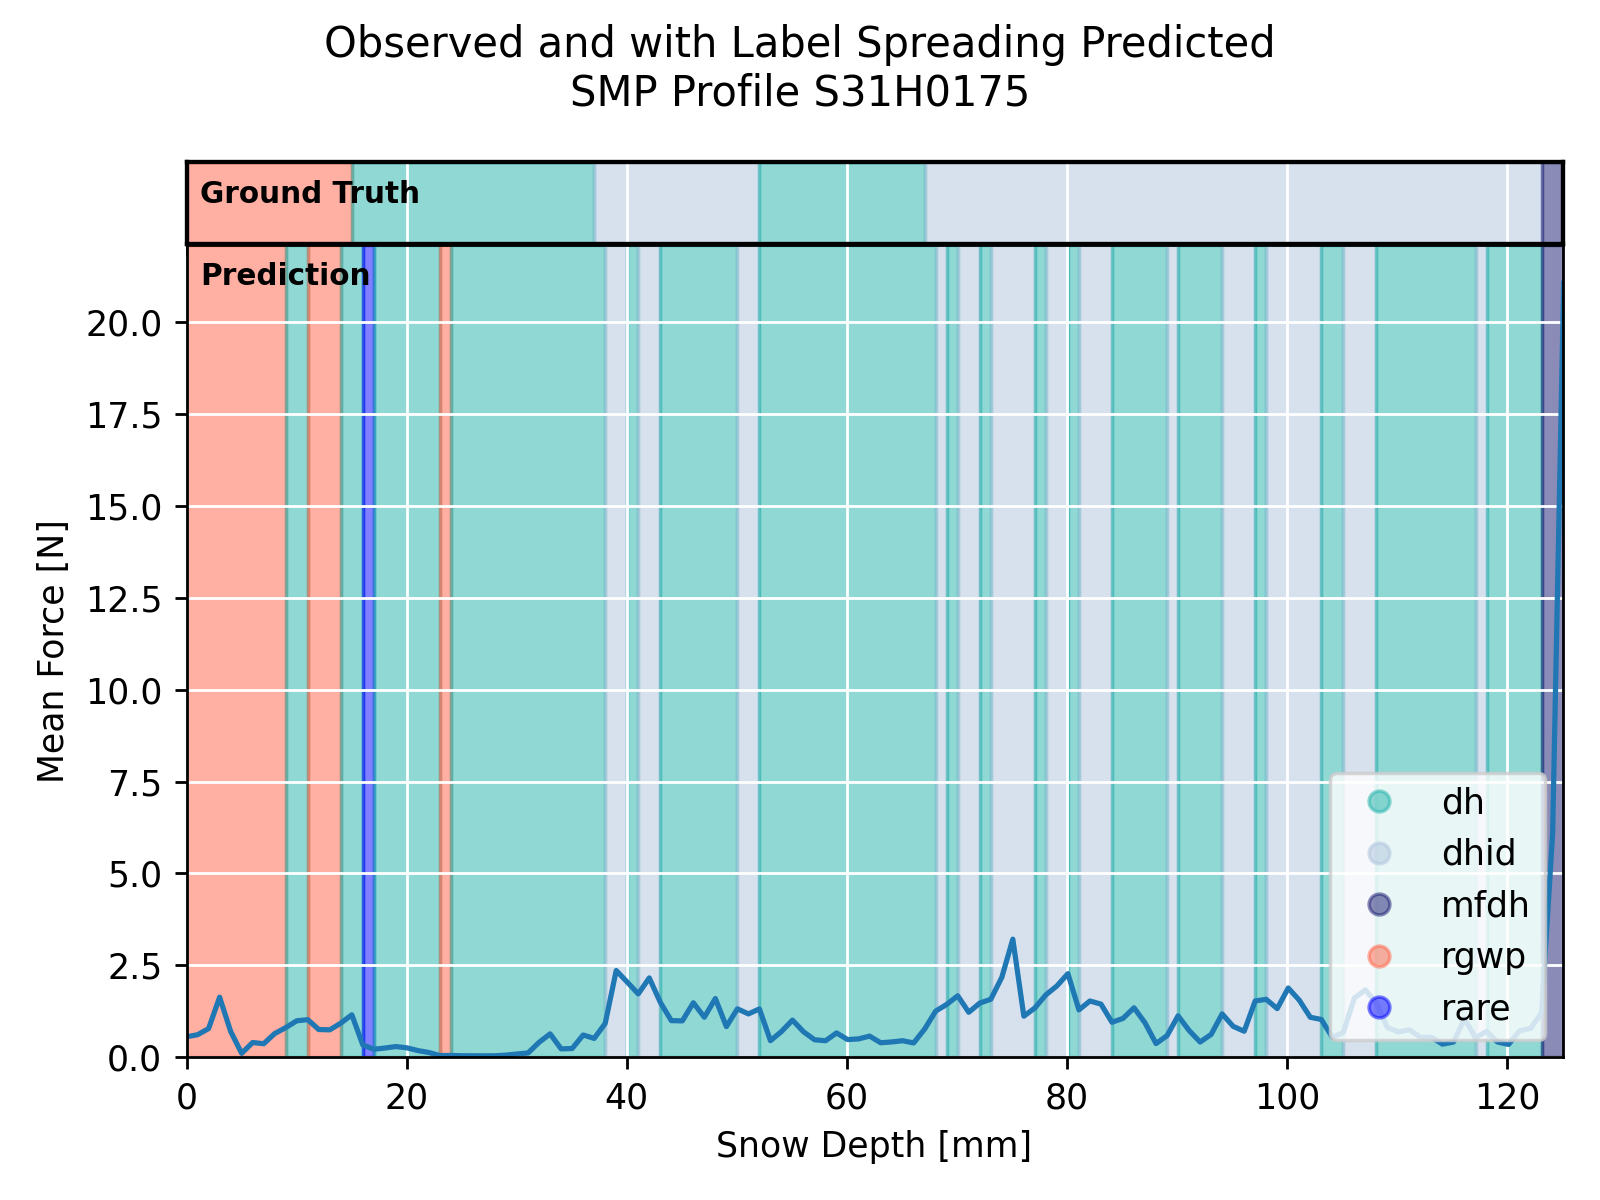 Observed and with Label Spreading Predicted
SMP Profile S31H0175
Ground Truth
Prediction
20.0
17.5
15.0
12.5
10.0
7.5
5.0
2.5
0.0
Mean Force [N]
dh
dhid
mfdh
rgwp
rare
0 20 40 60 80 100 120
Snow Depth [mm]